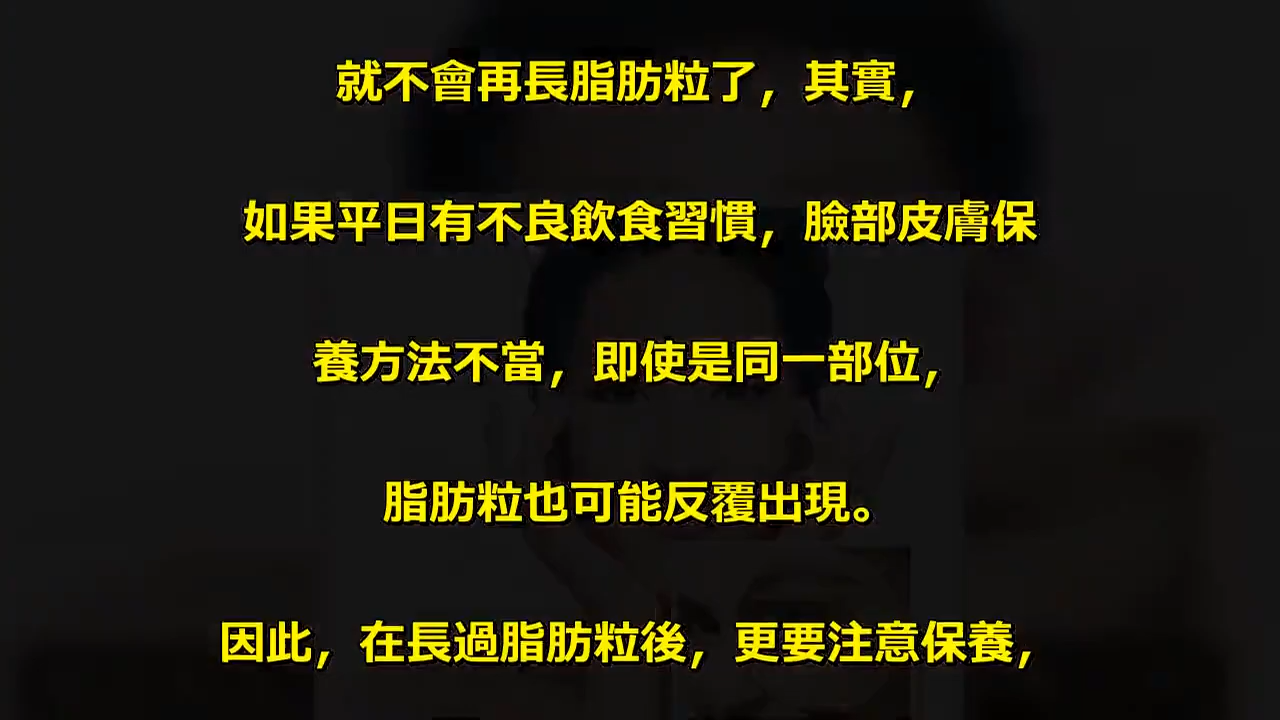 就不會再長脂肪粒了，其實，
如果平日有不良飲食習慣，臉部皮膚保
養方法不當，即使是同一部位，
脂肪粒也可能反覆出現。
因此，在長過脂肪粒後，更要注意保養，